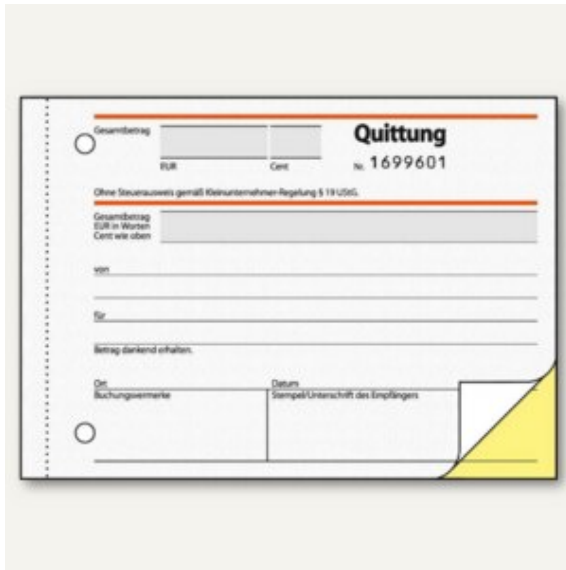 Gesamtbetrag
Quittung
EUR Cent Nr. 1699601
Ohne Steuerausweis gemäß Kleinunternehmer-Regelung § 19 UStG.
Gesamtbetrag
EUR in Worten
Cent wie oben
von
für
Betrag dankend erhalten.
Ort Datum
Buchungsvermerke Stempel/Unterschrift des Empfängers